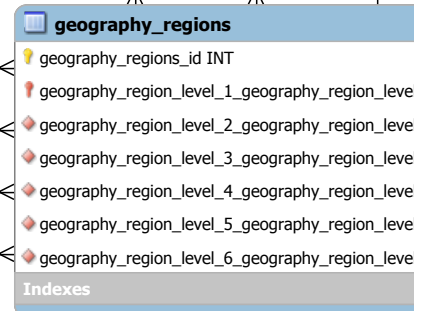 geography_regions
geography_regions_id INT
geography_region_level_1_geography_region_leve
geography_region_level_2_geography_region_leve
geography_region_level_3_geography_region_leve
geography_region_level_4_geography_region_leve
geography_region_level_5_geography_region_leve
geography_region_level_6_geography_region_leve
Indexes